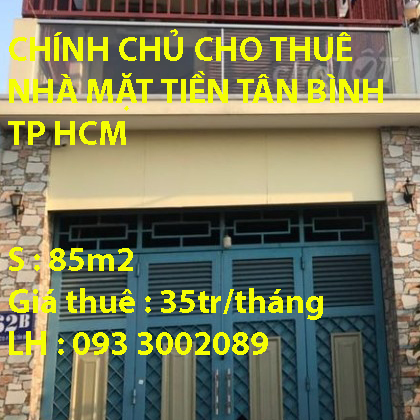 CHÍNH CHỦ CHO THUÊ
NHÀ MẶT TIỀN TÂN BÌNH
TP HCM
S : 85m2
Giá thuê : 35tr/tháng
62B
LH : 093 3002089